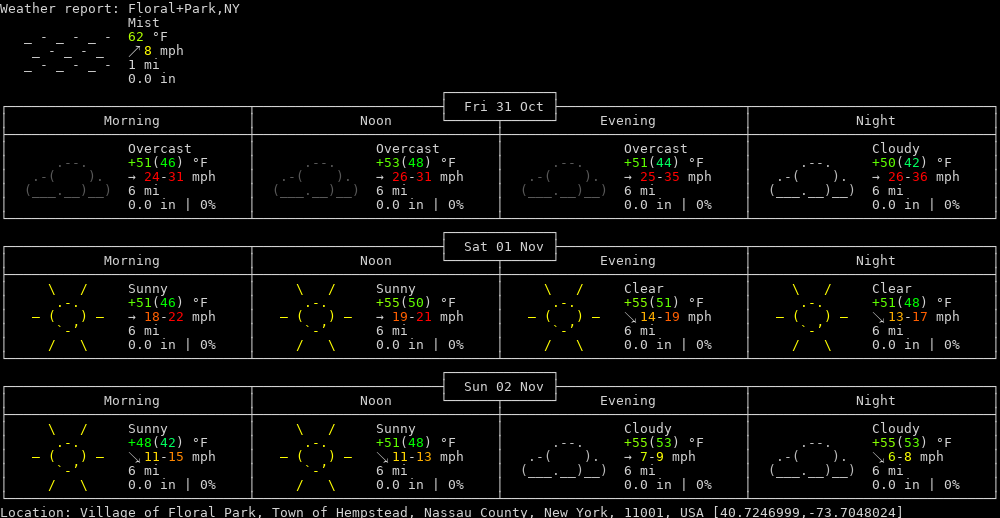 Weather report: Floral+Park,NY
Mist
62 °F
↗ 8 mph
1 mi
0.0 in
Fri 31 Oct
Morning Noon Evening Night
Overcast Overcast Overcast Cloudy
+51(46) °F +53(48) °F +51(44) °F +50(42) °F
→ 24-31 mph → 26-31 mph → 25-35 mph → 26-36 mph
6 mi 6 mi 6 mi 6 mi
0.0 in | 0% 0.0 in | 0% 0.0 in | 0% 0.0 in | 0%
Sat 01 Nov
Morning Noon Evening Night
Sunny Sunny Clear Clear
+51(46) °F +55(50) °F +55(51) °F +51(48) °F
→ 18-22 mph → 19-21 mph ↘ 14-19 mph ↘ 13-17 mph
6 mi 6 mi 6 mi 6 mi
0.0 in | 0% 0.0 in | 0% 0.0 in | 0% 0.0 in | 0%
Sun 02 Nov
Morning Noon Evening Night
Sunny Sunny Cloudy Cloudy
+48(42) °F +51(48) °F +55(53) °F +55(53) °F
↘ 11-15 mph ↘ 11-13 mph → 7-9 mph ↘ 6-8 mph
6 mi 6 mi 6 mi 6 mi
0.0 in | 0% 0.0 in | 0% 0.0 in | 0% 0.0 in | 0%
Location: Village of Floral Park, Town of Hempstead, Nassau County, New York, 11001, USA [40.7246999,-73.7048024]